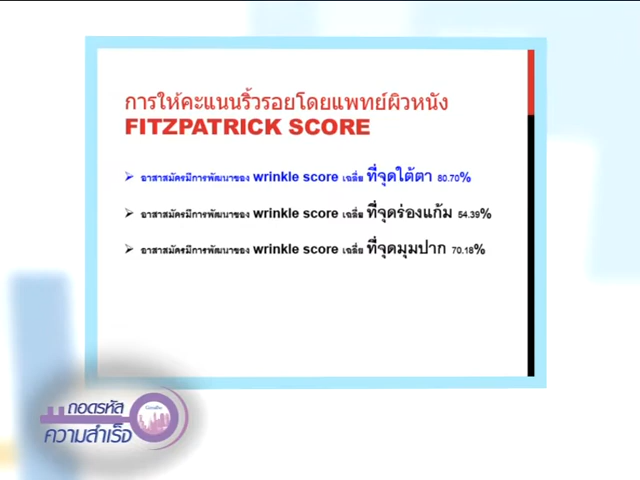 การให้คะแนนริ้วรอยโดยแพทย์ผิวหนัง
FITZPATRICK SCORE
➢ อาสาสมัครมีการพัฒนาของ wrinkle score เฉลี่ย ที่จุดใต้ตา 80.70%
➢ อาสาสมัครมีการพัฒนาของ wrinkle score เฉลี่ย ที่จุดร่องแก้ม 54.39%
➢ อาสาสมัครมีการพัฒนาของ wrinkle score เฉลี่ย ที่จุดมุมปาก 70.18%
ถอดรหัส
ความสำเร็จ